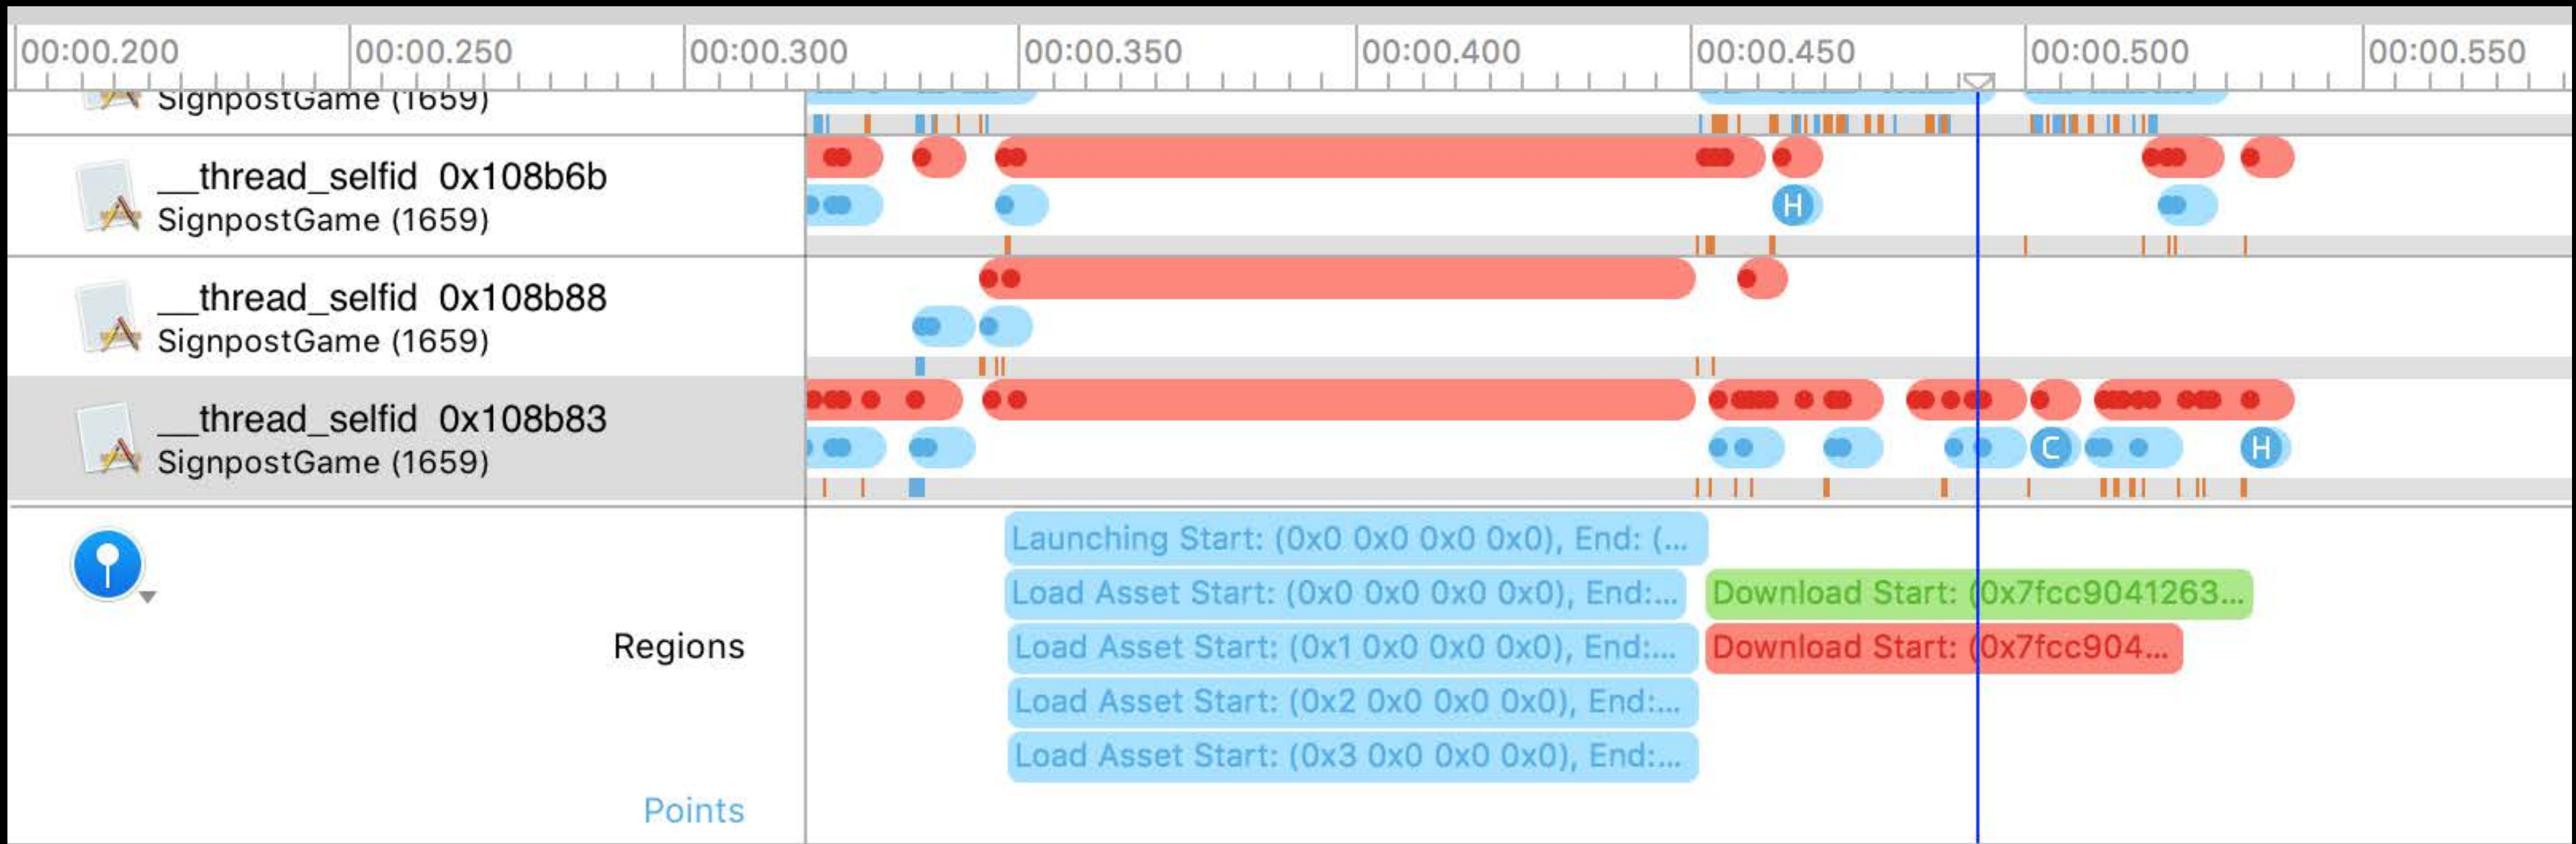 00:00.200 00:00.250 00:00.300 00:00.350 00:00.400 00:00.450 00:00.500 00:00.550
SignpostGame (1659)
__thread_selfid 0x108b6b
SignpostGame (1659)
H
__thread_selfid 0x108b88
SignpostGame (1659)
__thread_selfid 0x108b83
SignpostGame (1659)
C H
Launching Start: (0x0 0x0 0x0 0x0), End: (...
Load Asset Start: (0x0 0x0 0x0 0x0), End:... Download Start: (0x7fcc9041263...
Regions
Load Asset Start: (0x1 0x0 0x0 0x0), End:... Download Start: (0x7fcc904...
Load Asset Start: (0x2 0x0 0x0 0x0), End:...
Load Asset Start: (0x3 0x0 0x0 0x0), End:...
Points